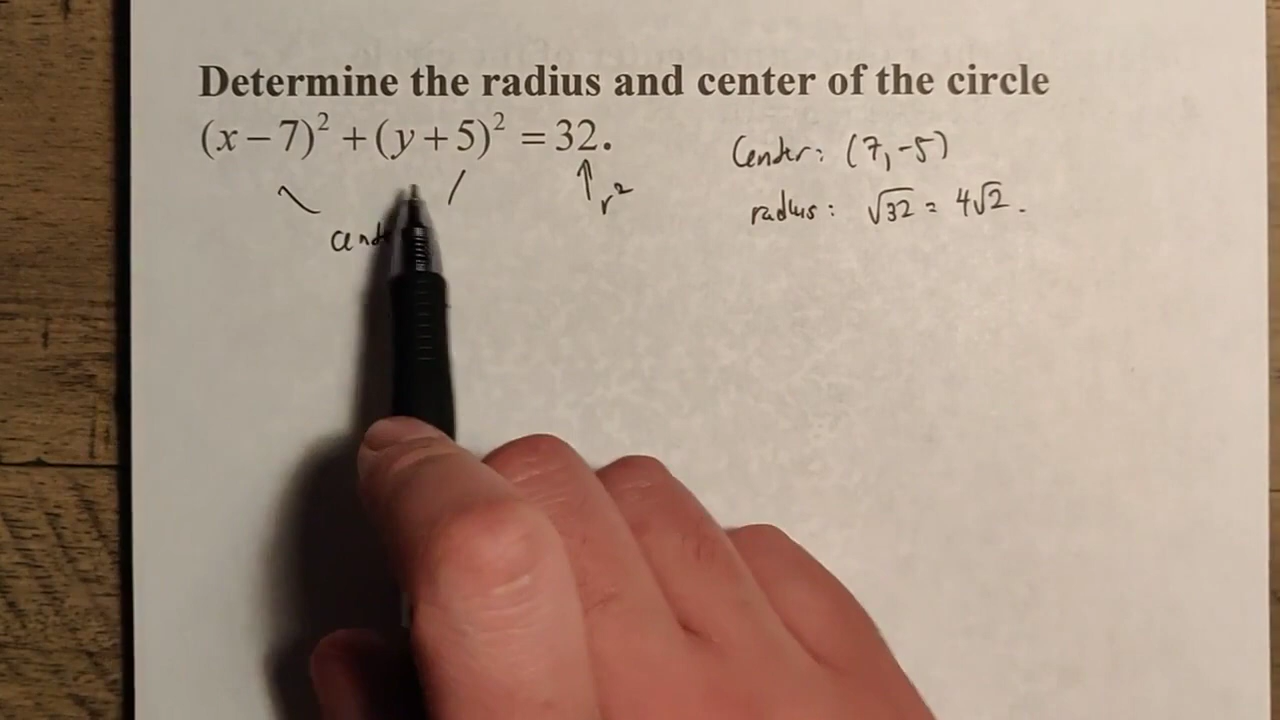 Determine the radius and center of the circle
(x – 7)² + (y + 5)² = 32.
Center: (7, -5)
r²
radius: √32 = 4√2.